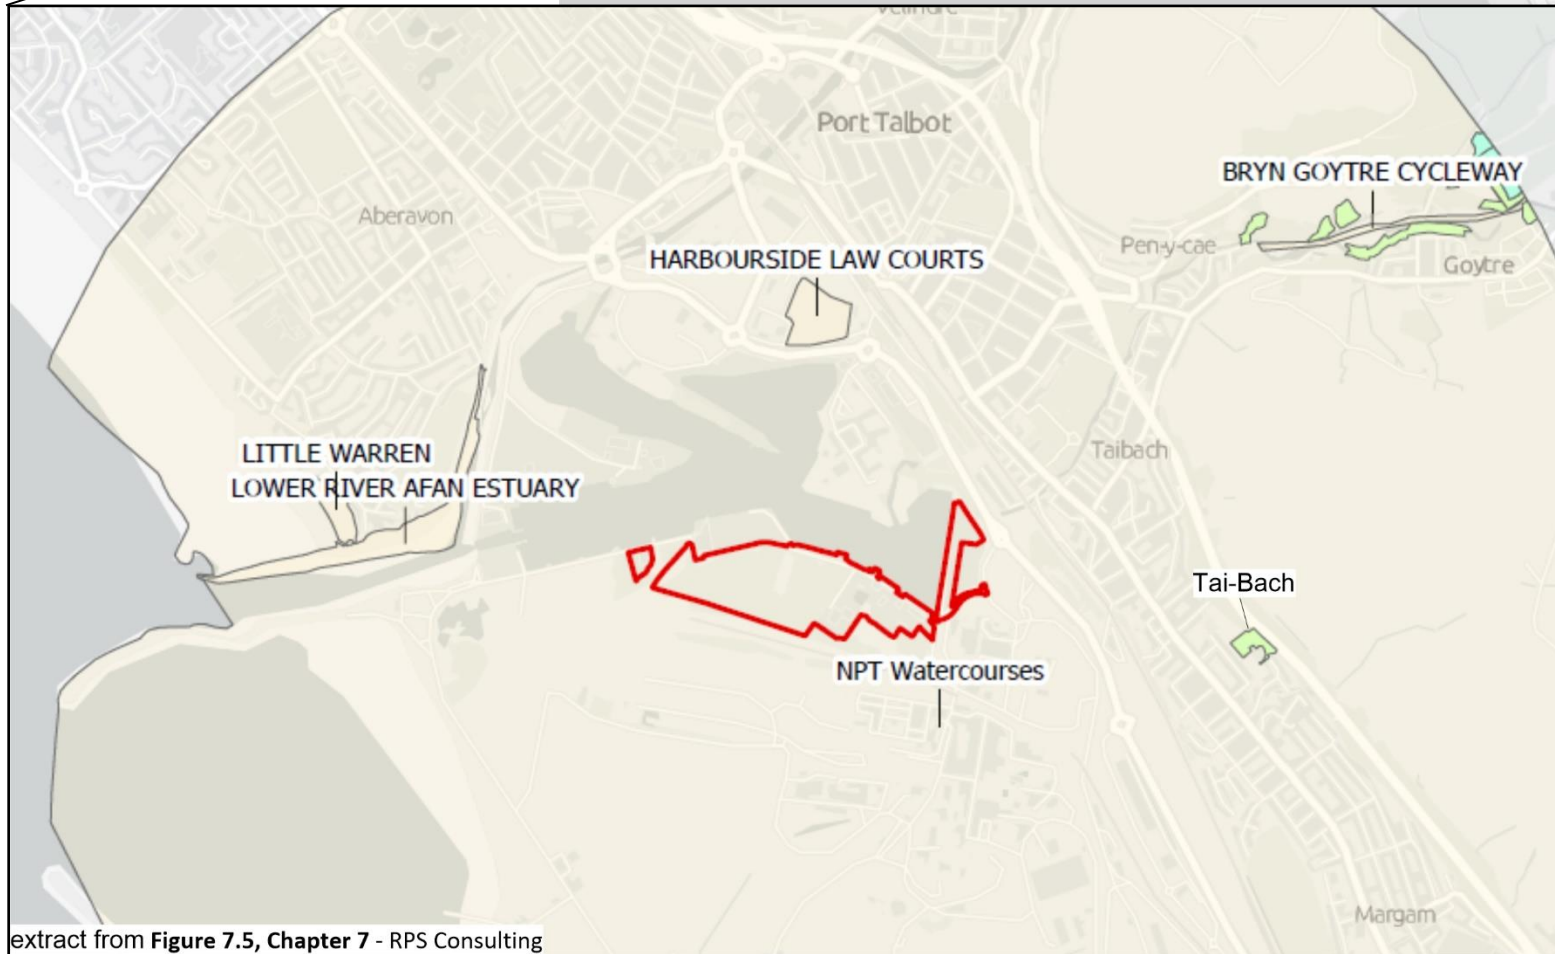 Velindre
Port Talbot
BRYN GOYTRE CYCLEWAY
Aberavon
Pen-y-cae
HARBOURSIDE LAW COURTS
Goytre
LITTLE WARREN
Taibach
LOWER RIVER AFAN ESTUARY
Tai-Bach
NPT Watercourses
Margam
extract from Figure 7.5, Chapter 7 - RPS Consulting